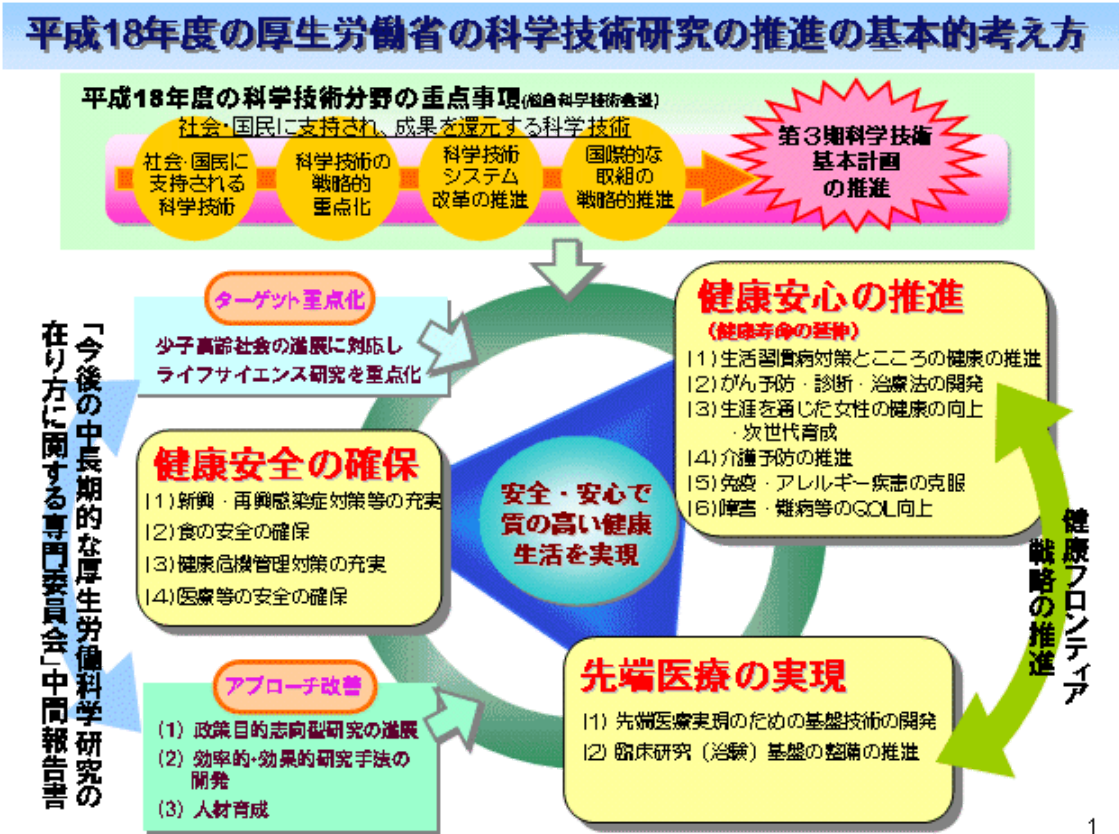 平成18年度の厚生労働省の科学技術研究の推進の基本的考え方
平成18年度の科学技術分野の重点事項(総合科学技術会議)
社会・国民に支持され、成果を還元する科学技術
社会・国民に
支持される
科学技術
科学技術の
戦略的
重点化
科学技術
システム
改革の推進
国際的な
取組の
戦略的推進
第3期科学技術
基本計画
の推進
ターゲット重点化
少子高齢社会の進展に対応し
ライフサイエンス研究を重点化
健康安心の推進
(健康寿命の延伸)
(1)生活習慣病対策とこころの健康の推進
(2)がん予防・診断・治療法の開発
(3)生涯を通じた女性の健康の向上
・次世代育成
(4)介護予防の推進
(5)免疫・アレルギー疾患の克服
(6)障害・難病等のQOL向上
「今後の中長期的な厚生労働科学研究の
在り方に関する専門委員会」中間報告書
健康安全の確保
(1)新興・再興感染症対策等の充実
(2)食の安全の確保
(3)健康危機管理対策の充実
(4)医療等の安全の確保
安全・安心で
質の高い健康
生活を実現
健康フロンティア
戦略の推進
アプローチ改善
(1) 政策目的志向型研究の進展
(2) 効率的・効果的研究手法の
開発
(3) 人材育成
先端医療の実現
(1) 先端医療実現のための基盤技術の開発
(2) 臨床研究(治験)基盤の整備の推進
1